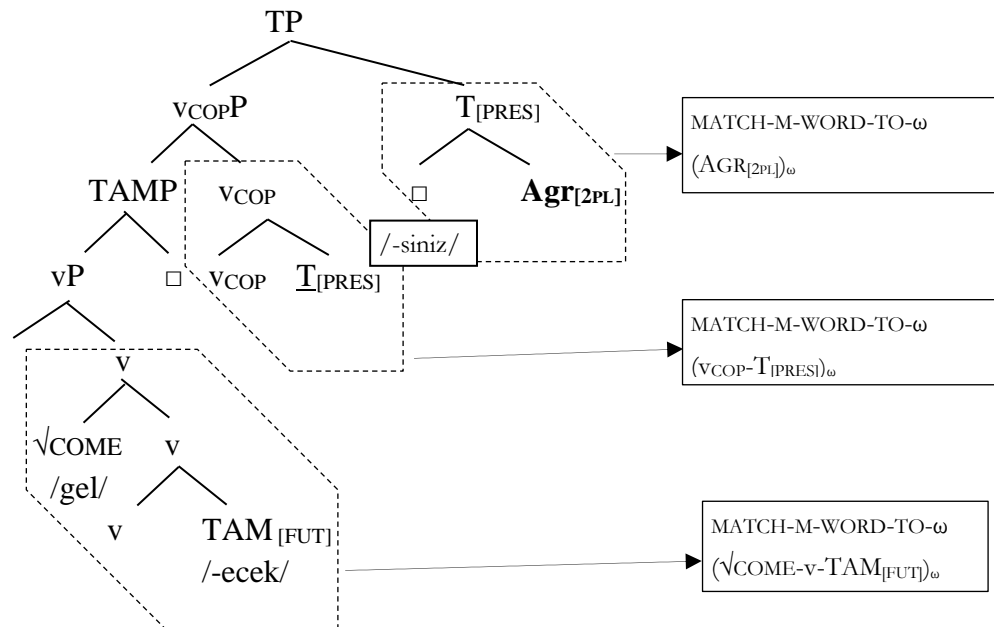 TP
vCOPP T[PRES]
MATCH-M-WORD-TO-ω
(AGR[2PL])ω
TAMP vCOP □ Agr[2PL]
/-siniz/
vP □ vCOP T[PRES]
MATCH-M-WORD-TO-ω
(vCOP-T[PRES])ω
v
√COME v
/gel/
v TAM [FUT]
/-ecek/
MATCH-M-WORD-TO-ω
(√COME-v-TAM[FUT])ω